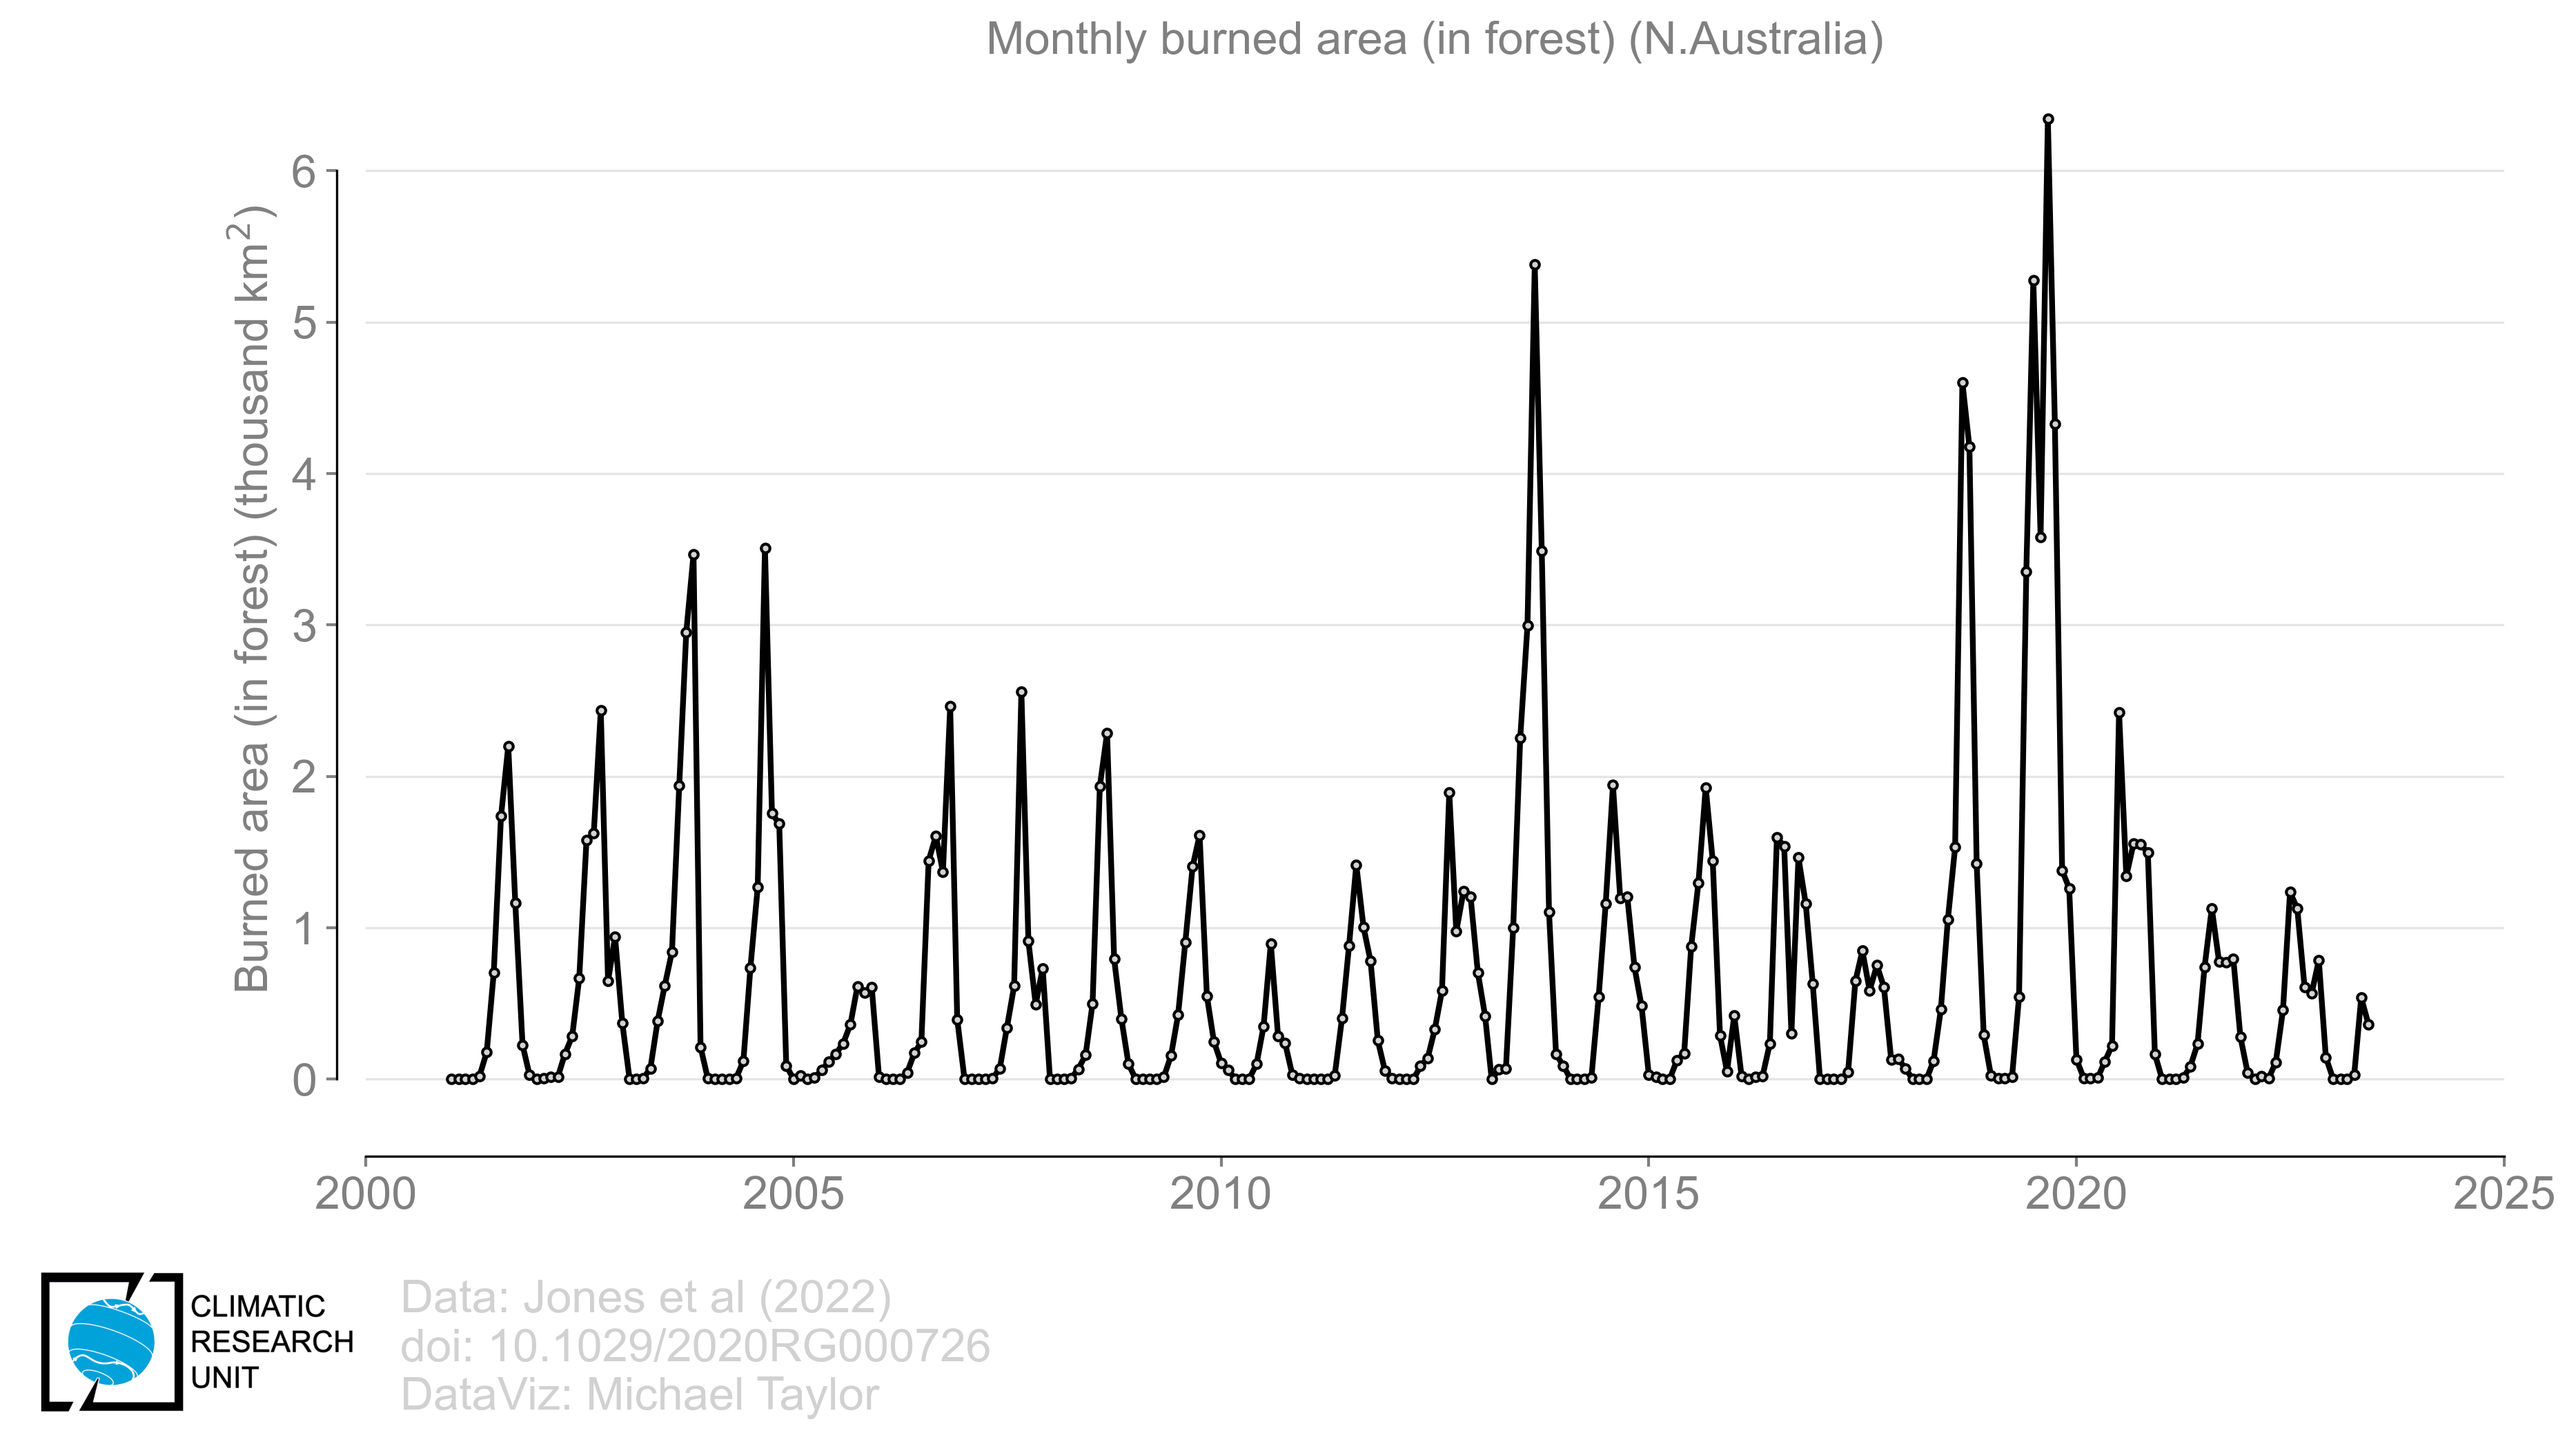 Monthly burned area (in forest) (N.Australia)
Burned area (in forest) (thousand km²)
6
5
4
3
2
1
0
2000 2005 2010 2015 2020 2025
CLIMATIC
RESEARCH
UNIT
Data: Jones et al (2022)
doi: 10.1029/2020RG000726
DataViz: Michael Taylor